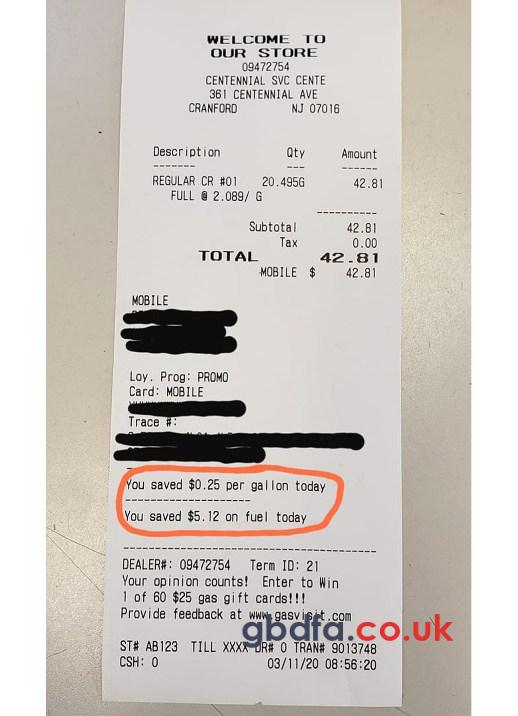 WELCOME TO
OUR STORE
09472754
CENTENNIAL SVC CENTE
361 CENTENNIAL AVE
CRANFORD NJ 07016
Description Qty Amount
REGULAR CR #01 20.495G 42.81
FULL @ 2.089/ G
Subtotal 42.81
Tax 0.00
TOTAL 42.81
MOBILE $ 42.81
MOBILE
Loy. Prog: PROMO
Card: MOBILE
Trace #:
You saved $0.25 per gallon today
You saved $5.12 on fuel today
DEALER#: 09472754 Term ID: 21
Your opinion counts! Enter to Win
1 of 60 $25 gas gift cards!!!
Provide feedback at www.gasvisit.com
gbdfa.co.uk
ST# AB123 TILL XXXX DR# 0 TRAN# 9013748
CSH: 0 03/11/20 08:56:20